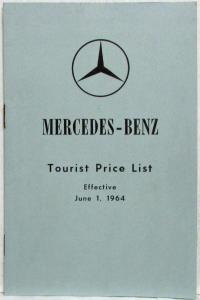 MERCEDES-BENZ
Tourist Price List
Effective
June 1, 1964